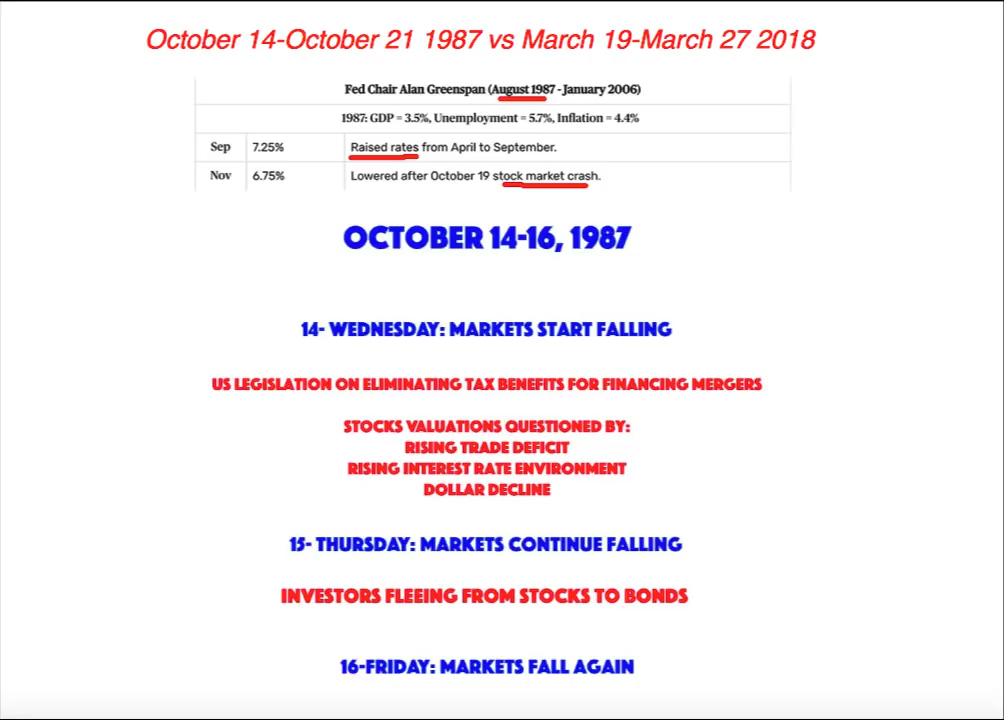 October 14-October 21 1987 vs March 19-March 27 2018
Fed Chair Alan Greenspan (August 1987 - January 2006)
1987: GDP = 3.5%, Unemployment = 5.7%, Inflation = 4.4%
Sep 7.25% Raised rates from April to September.
Nov 6.75% Lowered after October 19 stock market crash.
OCTOBER 14-16, 1987
14- WEDNESDAY: MARKETS START FALLING
US LEGISLATION ON ELIMINATING TAX BENEFITS FOR FINANCING MERGERS
STOCKS VALUATIONS QUESTIONED BY:
RISING TRADE DEFICIT
RISING INTEREST RATE ENVIRONMENT
DOLLAR DECLINE
15- THURSDAY: MARKETS CONTINUE FALLING
INVESTORS FLEEING FROM STOCKS TO BONDS
16-FRIDAY: MARKETS FALL AGAIN